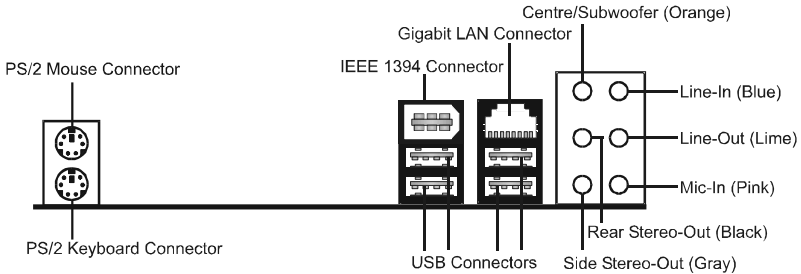 Centre/Subwoofer (Orange)
Gigabit LAN Connector
IEEE 1394 Connector
PS/2 Mouse Connector
Line-In (Blue)
Line-Out (Lime)
Mic-In (Pink)
Rear Stereo-Out (Black)
PS/2 Keyboard Connector
USB Connectors
Side Stereo-Out (Gray)